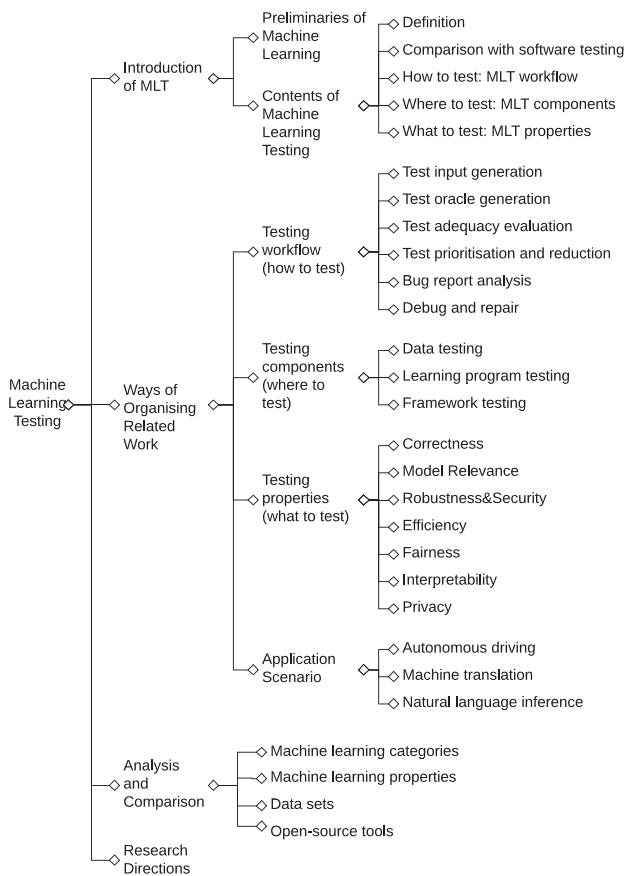 Machine
Learning
Testing
Introduction
of MLT
Preliminaries of
Machine
Learning
Contents of
Machine
Learning
Testing
Definition
Comparison with software testing
How to test: MLT workflow
Where to test: MLT components
What to test: MLT properties
Ways of
Organising
Related
Work
Testing
workflow
(how to test)
Test input generation
Test oracle generation
Test adequacy evaluation
Test prioritisation and reduction
Bug report analysis
Debug and repair
Testing
components
(where to
test)
Data testing
Learning program testing
Framework testing
Testing
properties
(what to test)
Correctness
Model Relevance
Robustness&Security
Efficiency
Fairness
Interpretability
Privacy
Application
Scenario
Autonomous driving
Machine translation
Natural language inference
Analysis
and
Comparison
Machine learning categories
Machine learning properties
Data sets
Open-source tools
Research
Directions